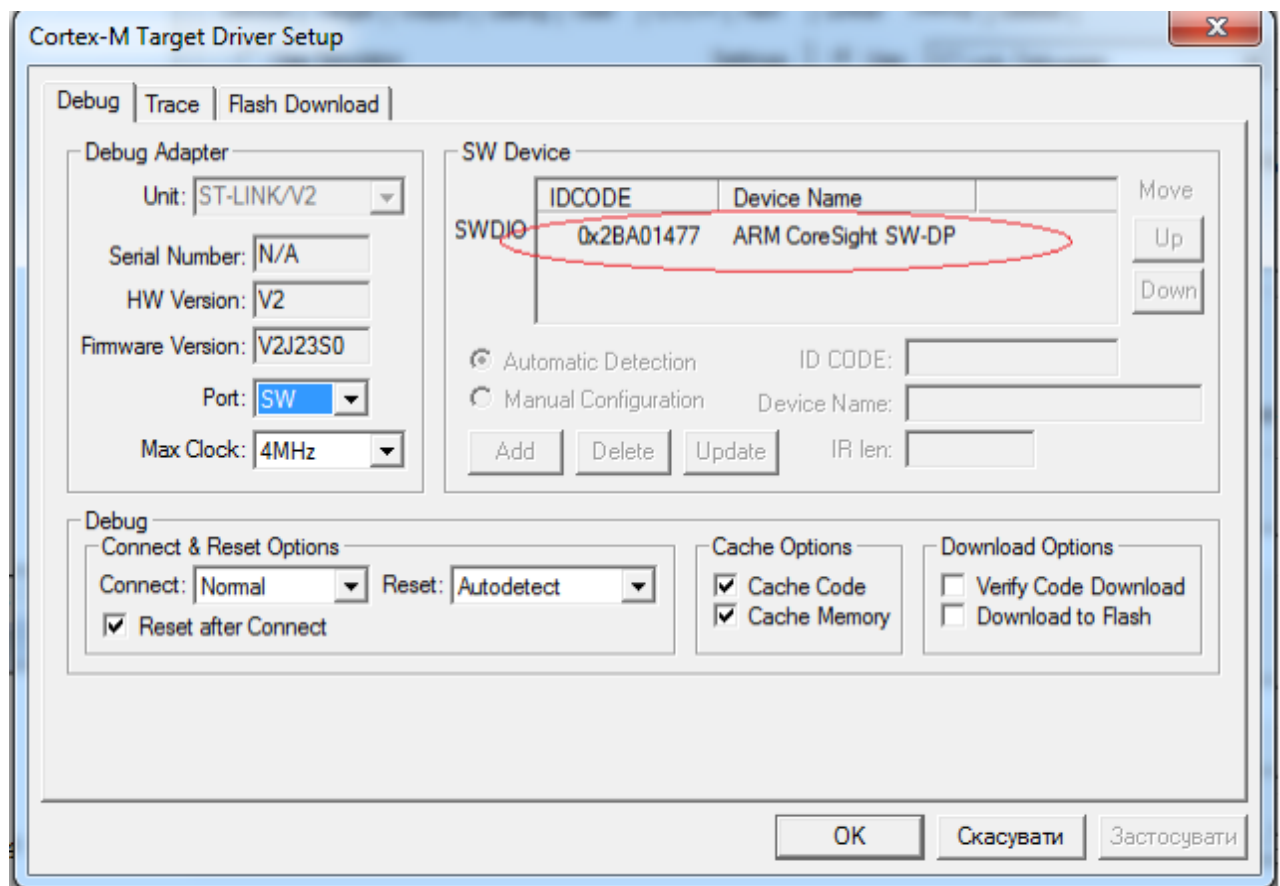 Cortex-M Target Driver Setup
Debug Trace Flash Download
Debug Adapter
Unit: ST-LINK/V2
Serial Number: N/A
HW Version: V2
Firmware Version: V2J23S0
Port: SW
Max Clock: 4MHz
SW Device
IDCODE Device Name
SWDIO 0x2BA01477 ARM CoreSight SW-DP
Move
Up
Down
Automatic Detection ID CODE:
Manual Configuration Device Name:
Add Delete Update IR len:
Debug
Connect & Reset Options
Connect: Normal Reset: Autodetect
Reset after Connect
Cache Options
Cache Code
Cache Memory
Download Options
Verify Code Download
Download to Flash
OK Скасувати Застосувати